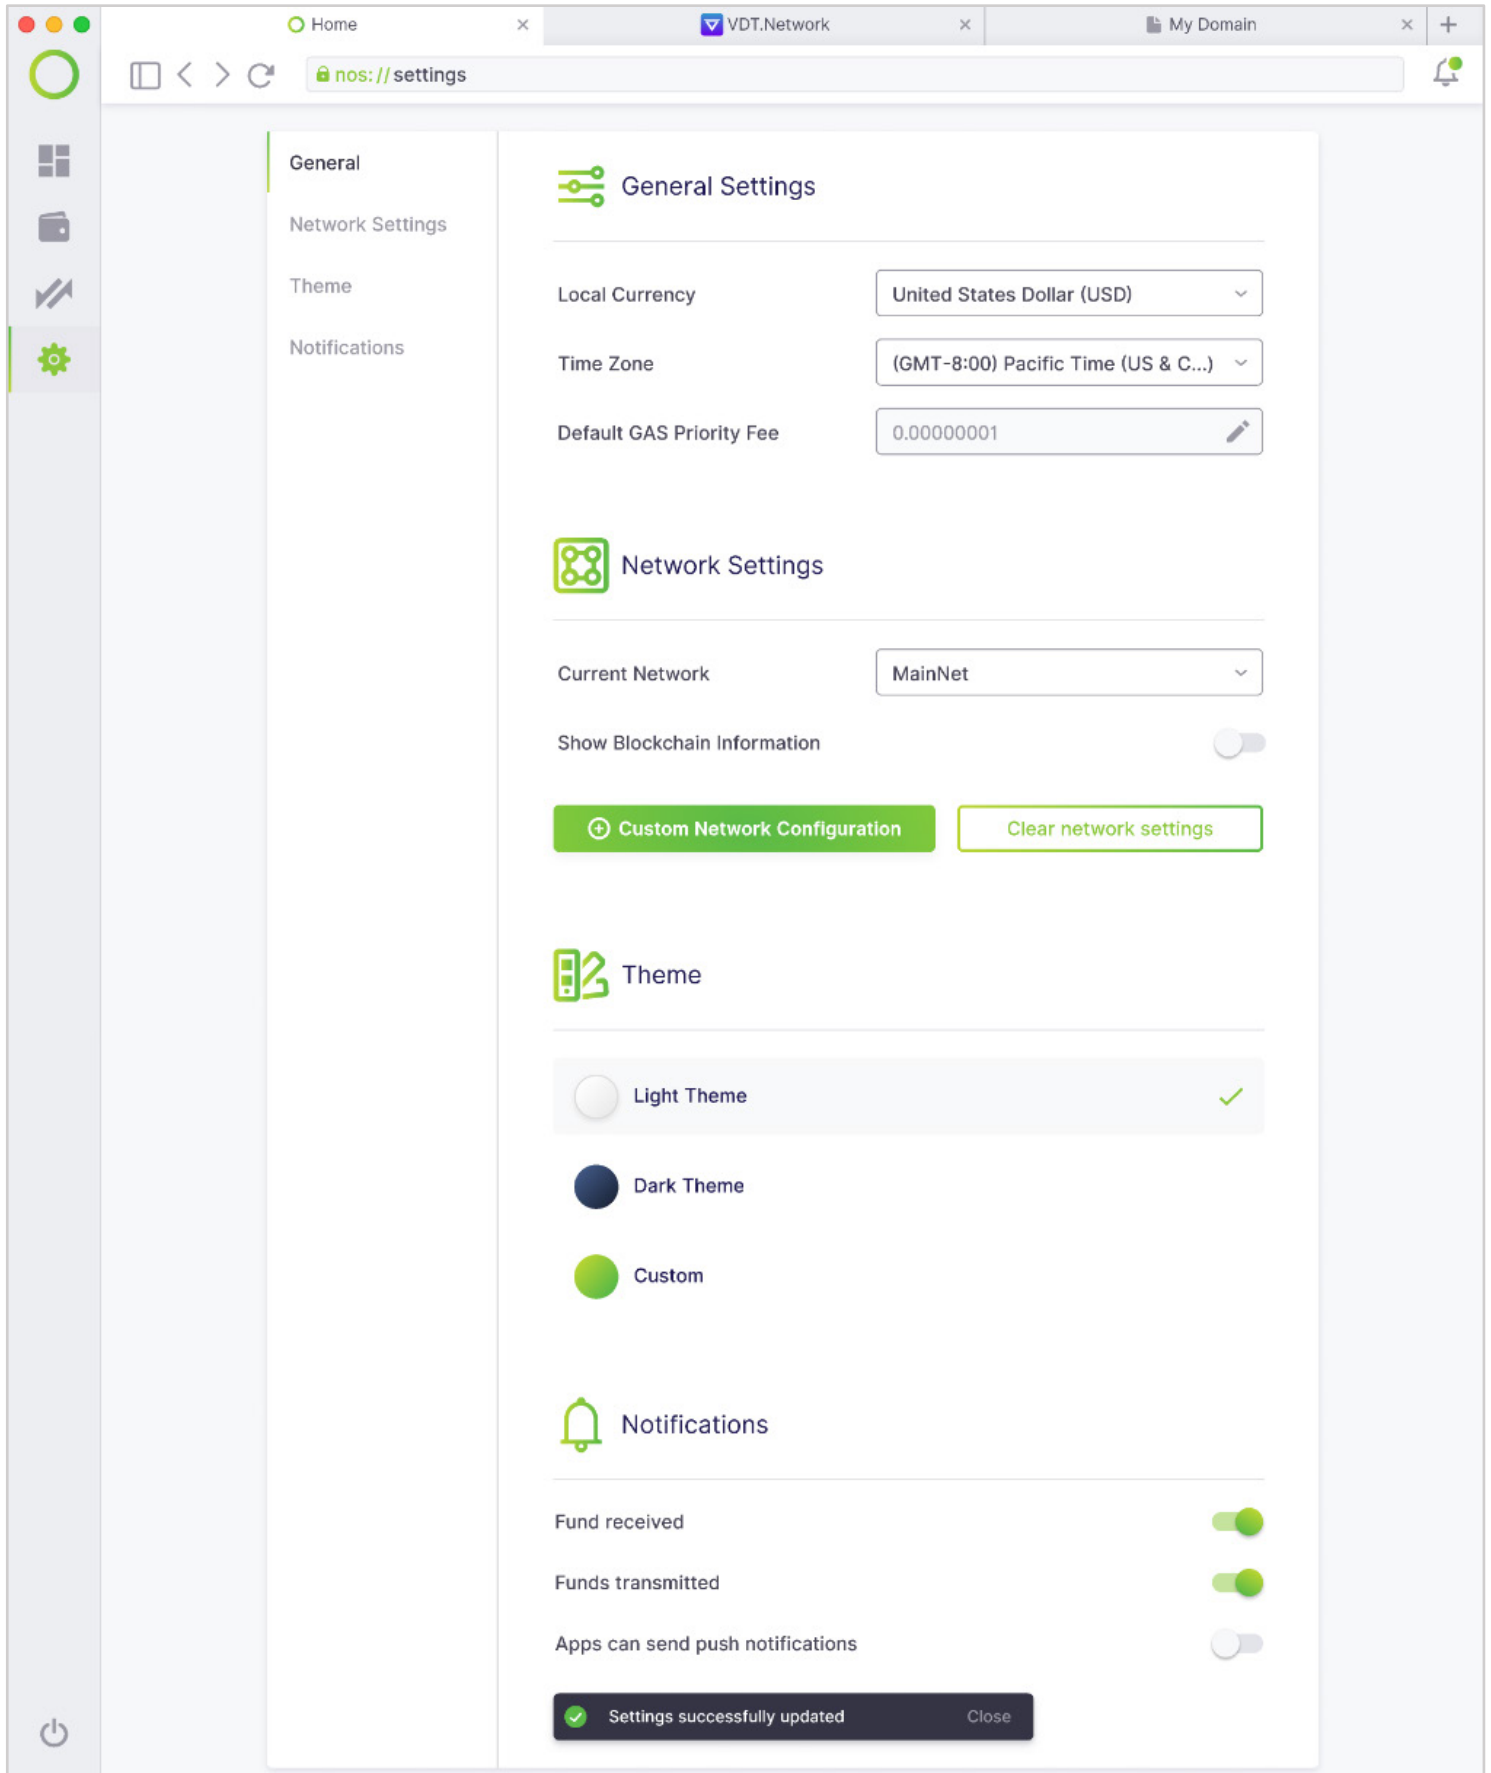 Home
VDT.Network
My Domain
nos:// settings
General
Network Settings
Theme
Notifications
General Settings
Local Currency
United States Dollar (USD)
Time Zone
(GMT-8:00) Pacific Time (US & C...)
Default GAS Priority Fee
0.00000001
Network Settings
Current Network
MainNet
Show Blockchain Information
Custom Network Configuration
Clear network settings
Theme
Light Theme
Dark Theme
Custom
Notifications
Fund received
Funds transmitted
Apps can send push notifications
Settings successfully updated
Close